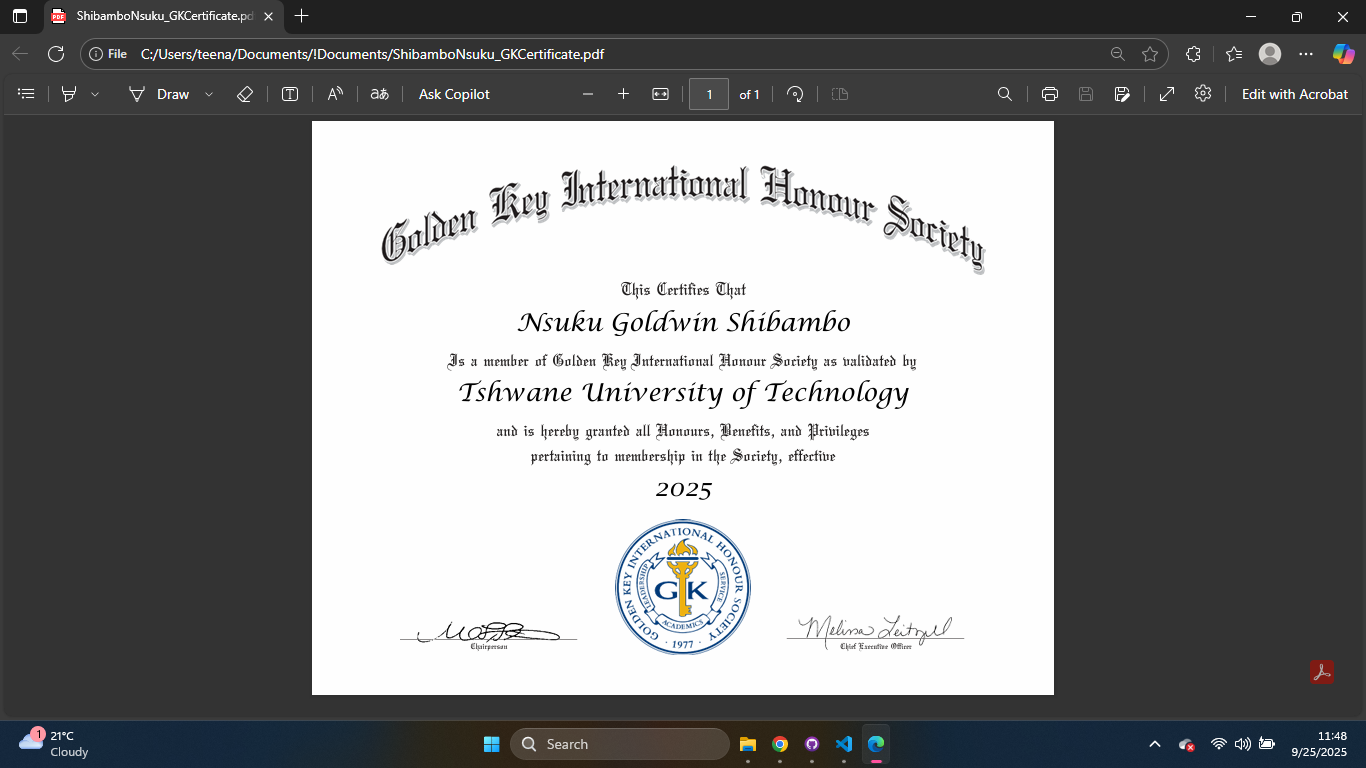 ShibamboNsuku_GKCertificate.pd
File C:/Users/teena/Documents/!Documents/ShibamboNsuku_GKCertificate.pdf
Draw Ask Copilot 1 of 1 Edit with Acrobat
Golden Key International Honour Society
This Certifies That
Nsuku Goldwin Shibambo
Is a member of Golden Key International Honour Society as validated by
Tshwane University of Technology
and is hereby granted all Honours, Benefits, and Privileges
pertaining to membership in the Society, effective
2025
GOLDEN KEY INTERNATIONAL HONOUR SOCIETY
LEADERSHIP
SERVICE
GK
ACADEMICS
· 1977 ·
Melissa Leitzell
Chairperson
Chief Executive Officer
1
21°C
Cloudy
Search
11:48
9/25/2025